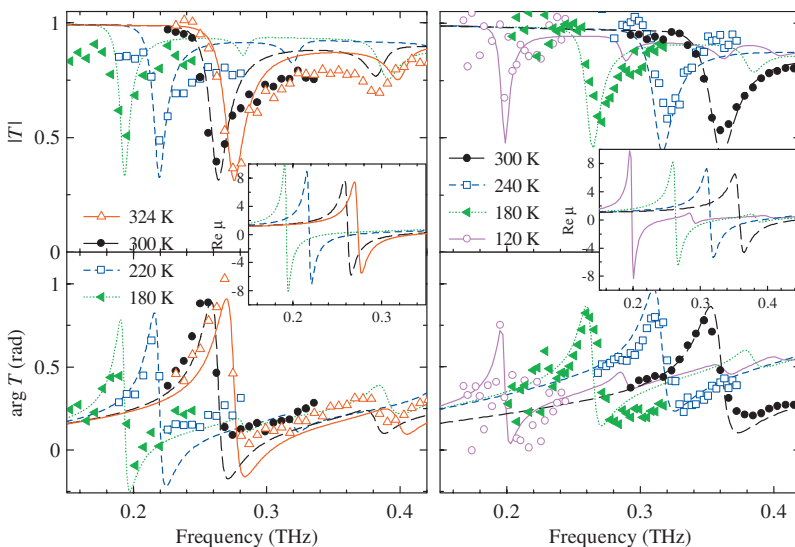 1
0.5
0
|T|
324 K
300 K
220 K
180 K
8
4
0
-4
-8
Re μ
0.2
0.3
300 K
240 K
180 K
120 K
8
4
0
-4
-8
Re μ
0.2
0.3
0.4
0.5
0
arg T (rad)
0.2
0.3
0.4
Frequency (THz)
0.2
0.3
0.4
Frequency (THz)